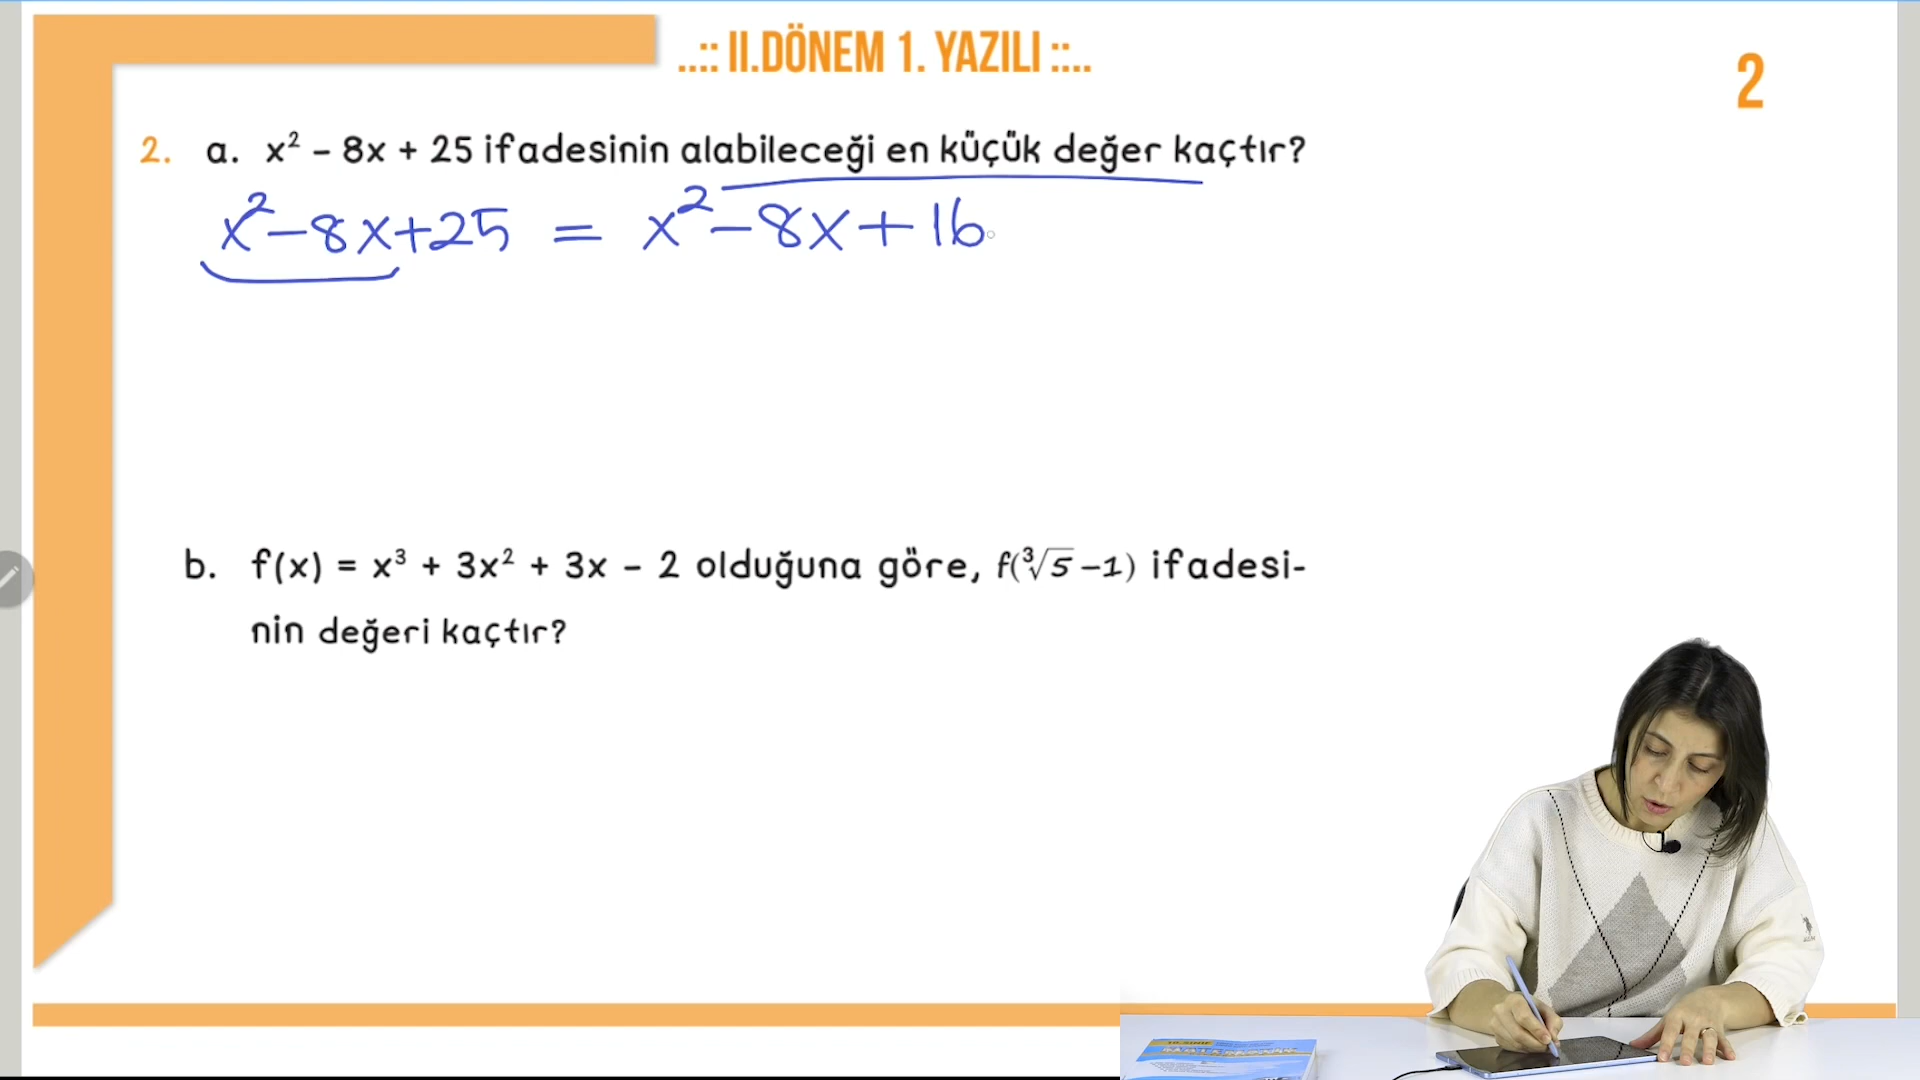 ..:: II.DÖNEM 1. YAZILI ::..
2
2. a. x² - 8x + 25 ifadesinin alabileceği en küçük değer kaçtır?
x² - 8x + 25 = x² - 8x + 16
b. f(x) = x³ + 3x² + 3x - 2 olduğuna göre, f(∛5 -1) ifadesi-
nin değeri kaçtır?